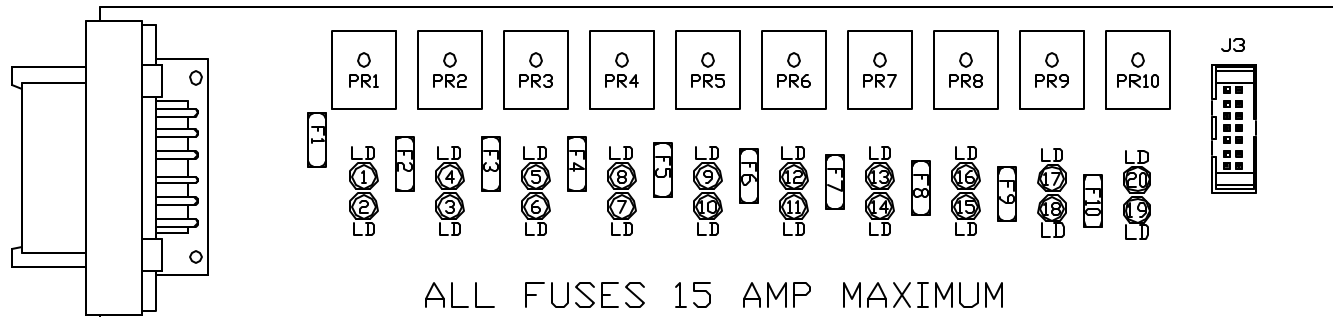 J3
PR1 PR2 PR3 PR4 PR5 PR6 PR7 PR8 PR9 PR10
F1 F2 F3 F4 F5 F6 F7 F8 F9 F10
LD LD LD LD LD LD LD LD LD LD
1 4 5 8 9 12 13 16 17 20
2 3 6 7 10 11 14 15 18 19
LD LD LD LD LD LD LD LD LD LD
ALL FUSES 15 AMP MAXIMUM